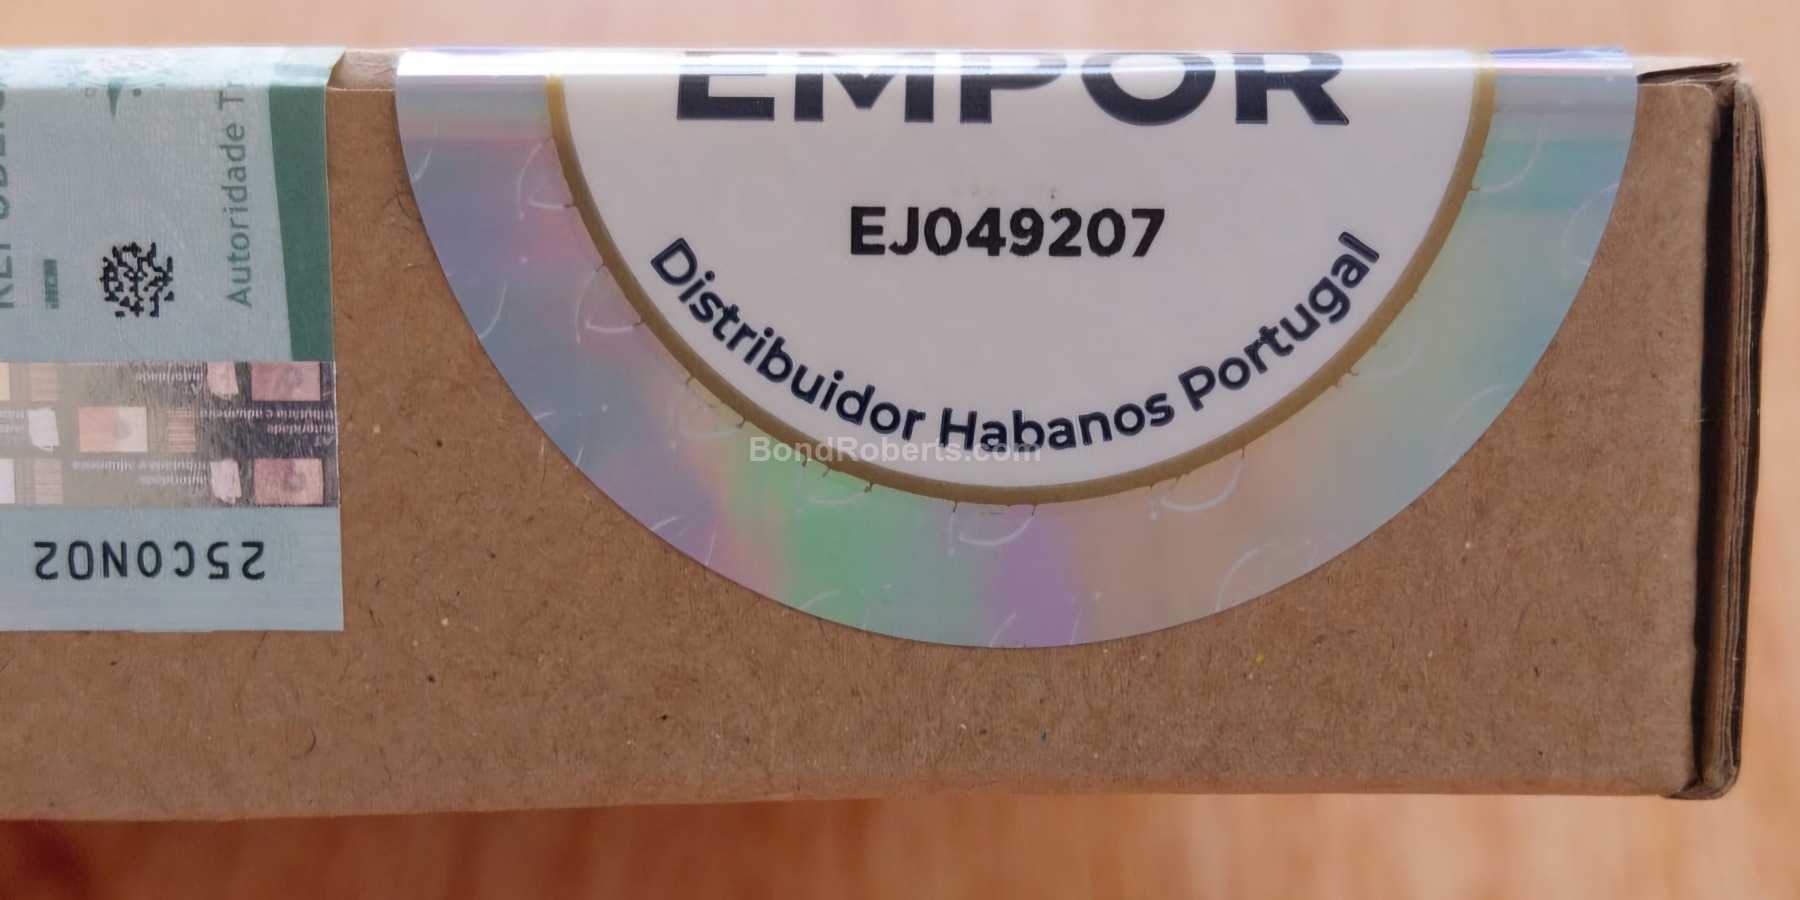 EMPOR
EJ049207
Distribuidor Habanos Portugal
BondRoberts.com
Autoridade
25CON02